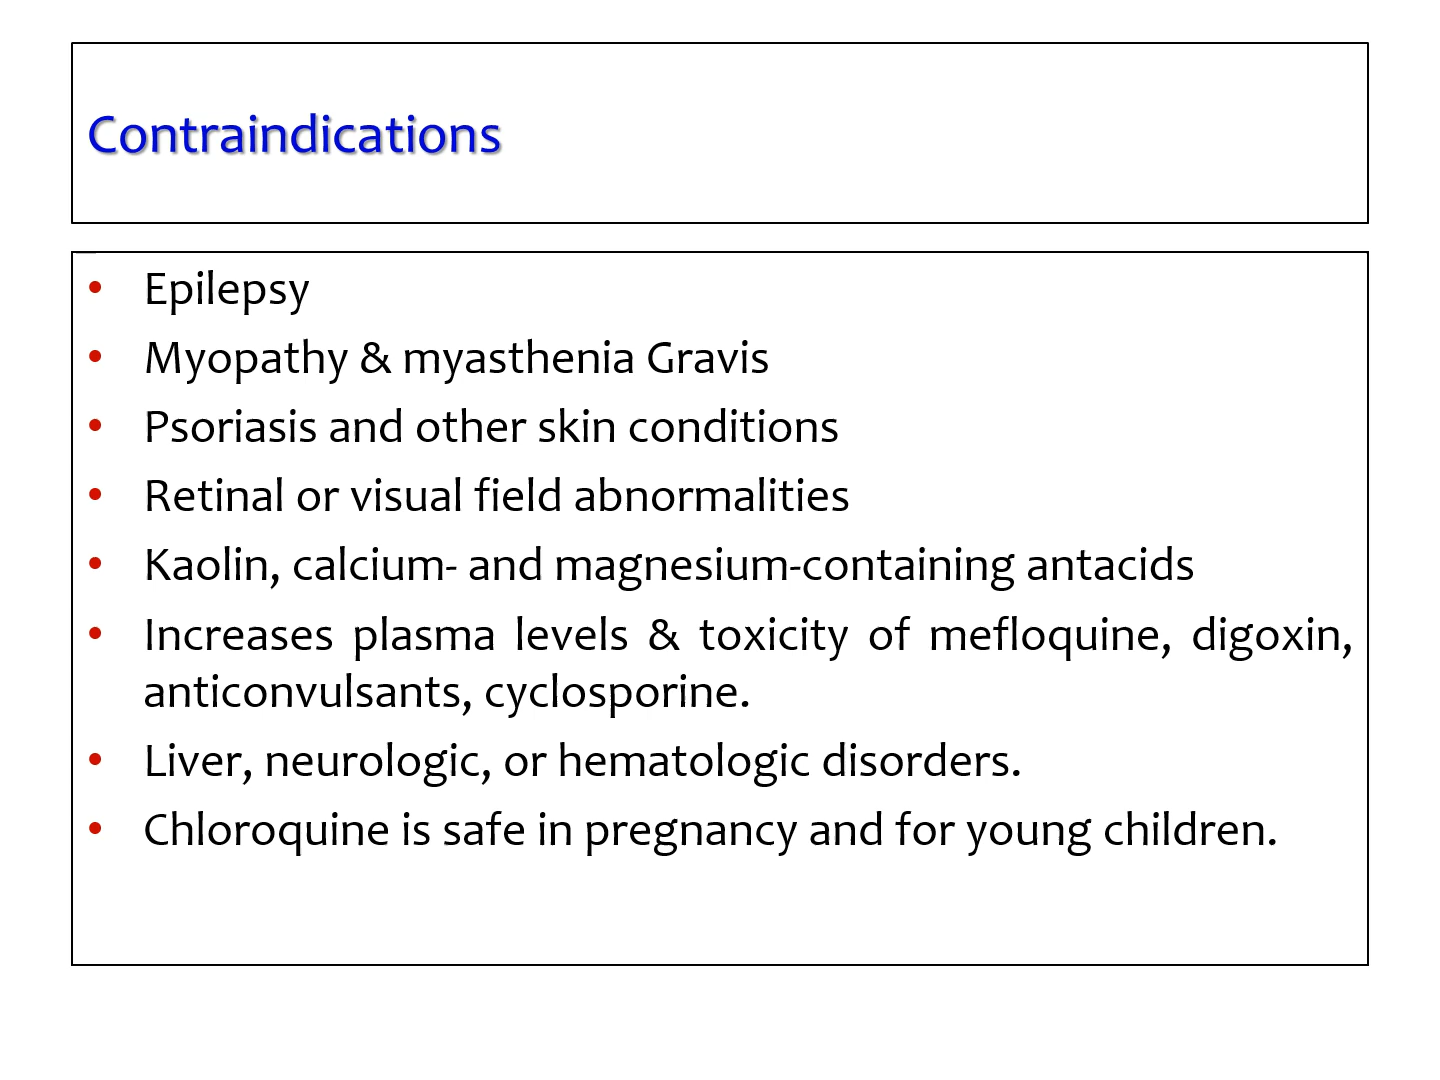 Contraindications
• Epilepsy
• Myopathy & myasthenia Gravis
• Psoriasis and other skin conditions
• Retinal or visual field abnormalities
• Kaolin, calcium- and magnesium-containing antacids
• Increases plasma levels & toxicity of mefloquine, digoxin,
anticonvulsants, cyclosporine.
• Liver, neurologic, or hematologic disorders.
• Chloroquine is safe in pregnancy and for young children.